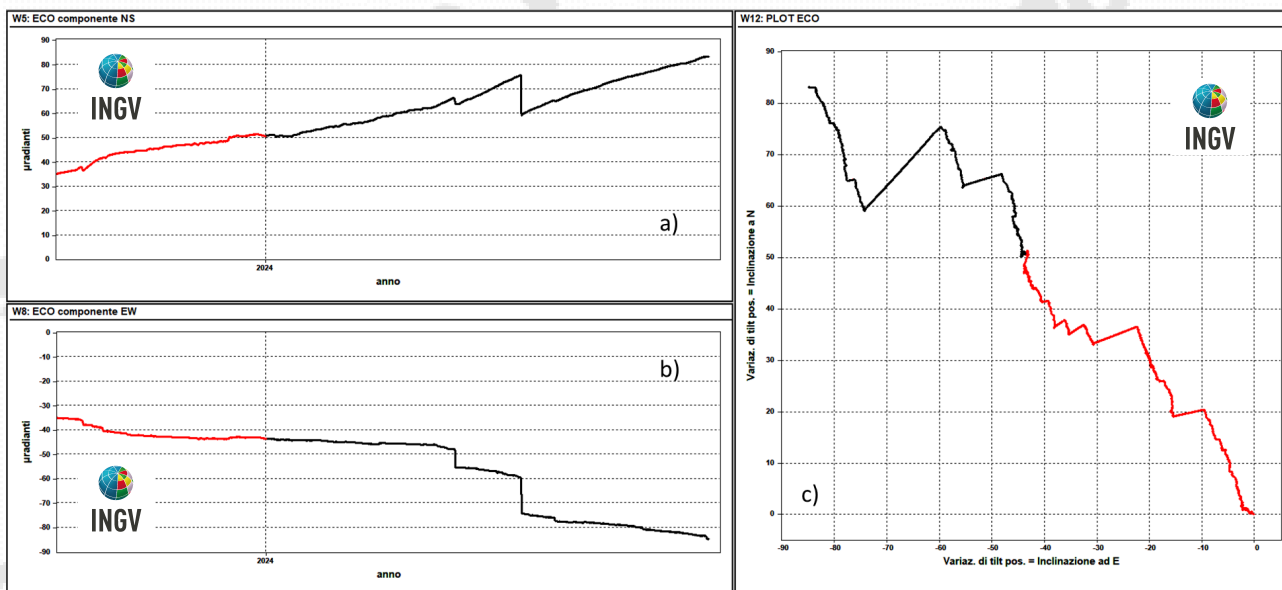 W5: ECO componente NS
90
80
70
60
50
40
30
20
10
0
µradianti
INGV
a)
2024
anno
W8: ECO componente EW
0
-10
-20
-30
-40
-50
-60
-70
-80
-90
µradianti
INGV
b)
2024
anno
W12: PLOT ECO
90
80
70
60
50
40
30
20
10
0
Variaz. di tilt pos. = Inclinazione a N
INGV
c)
-90 -80 -70 -60 -50 -40 -30 -20 -10 0
Variaz. di tilt pos. = Inclinazione ad E